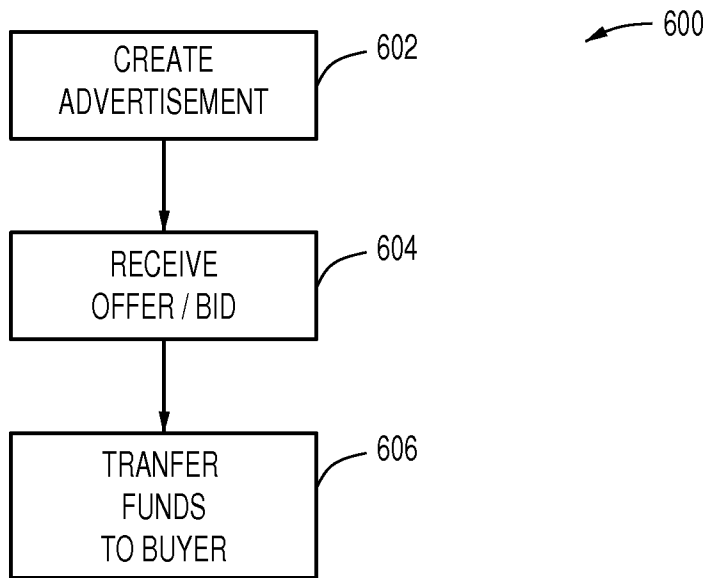 600
CREATE
ADVERTISEMENT
602
RECEIVE
OFFER / BID
604
TRANFER
FUNDS
TO BUYER
606